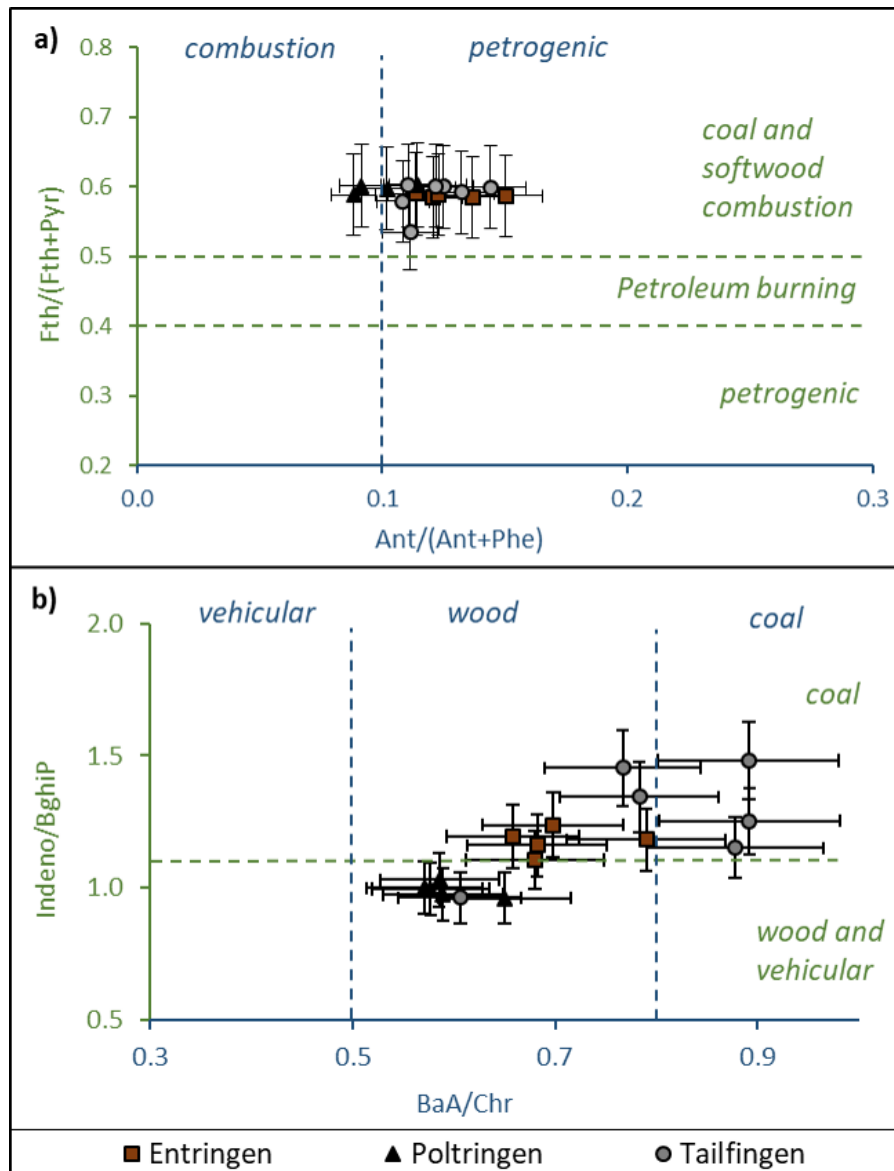 a) combustion petrogenic
0.8
0.7
coal and
softwood
combustion
0.6
0.5
Petroleum burning
0.4
0.3
petrogenic
0.2
Fth/(Fth+Pyr)
0.0 0.1 0.2 0.3
Ant/(Ant+Phe)
b) vehicular wood coal
2.0
coal
1.5
1.0
wood and
vehicular
0.5
Indeno/BghiP
0.3 0.5 0.7 0.9
BaA/Chr
Entringen Poltringen Tailfingen